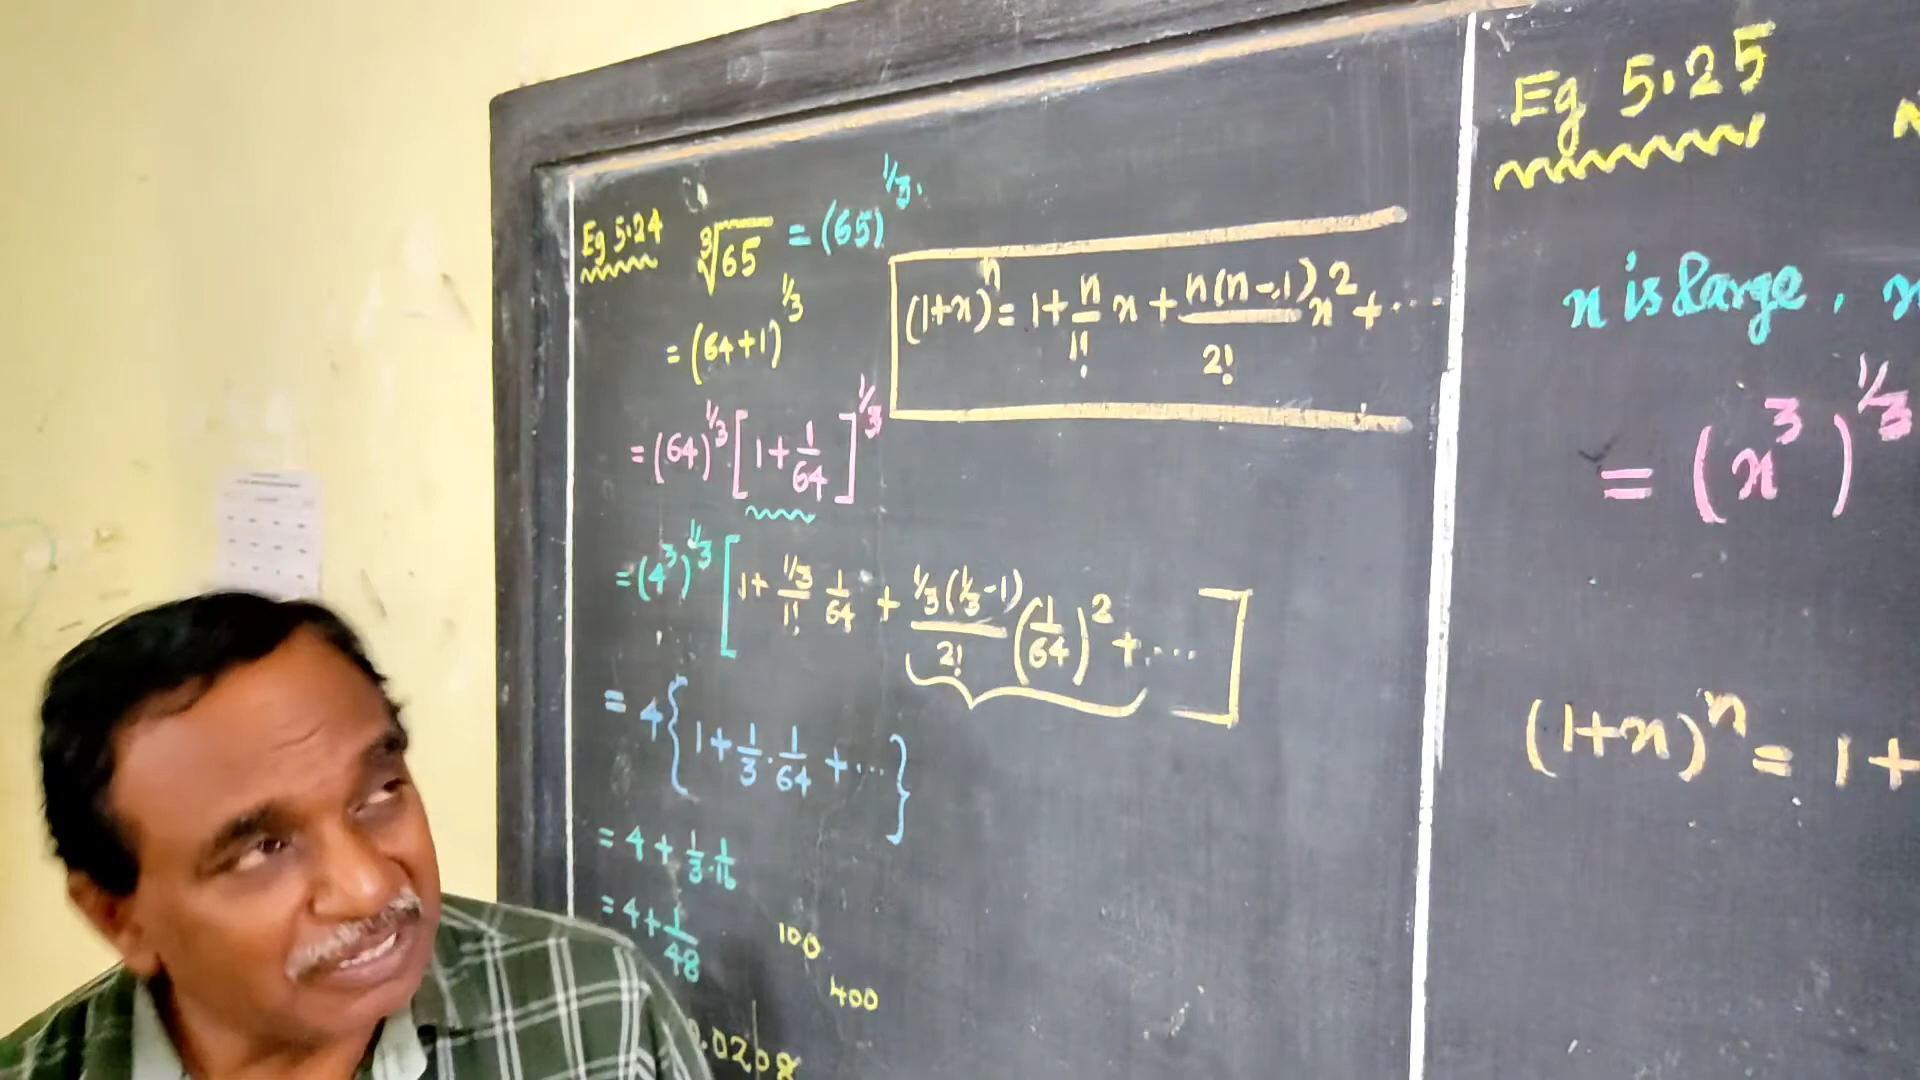 Eg 5.24 ∛65 = (65)^{1/3}.
= (64+1)^{1/3}
= (64)^{1/3} [1 + 1/64]^{1/3}
= (4^3)^{1/3} [1 + (1/3)/1! 1/64 + (1/3(1/3-1))/2! (1/64)^2 + ...]
= 4{1 + 1/3 . 1/64 + ...}
= 4 + 1/3 . 1/16
= 4 + 1/48
100
400
.0208
(1+x)^n = 1 + n/1! x + n(n-1)/2! x^2 + ...
Eg 5.25
x is large,
= (x^3)^{1/3}
(1+x)^n = 1 +